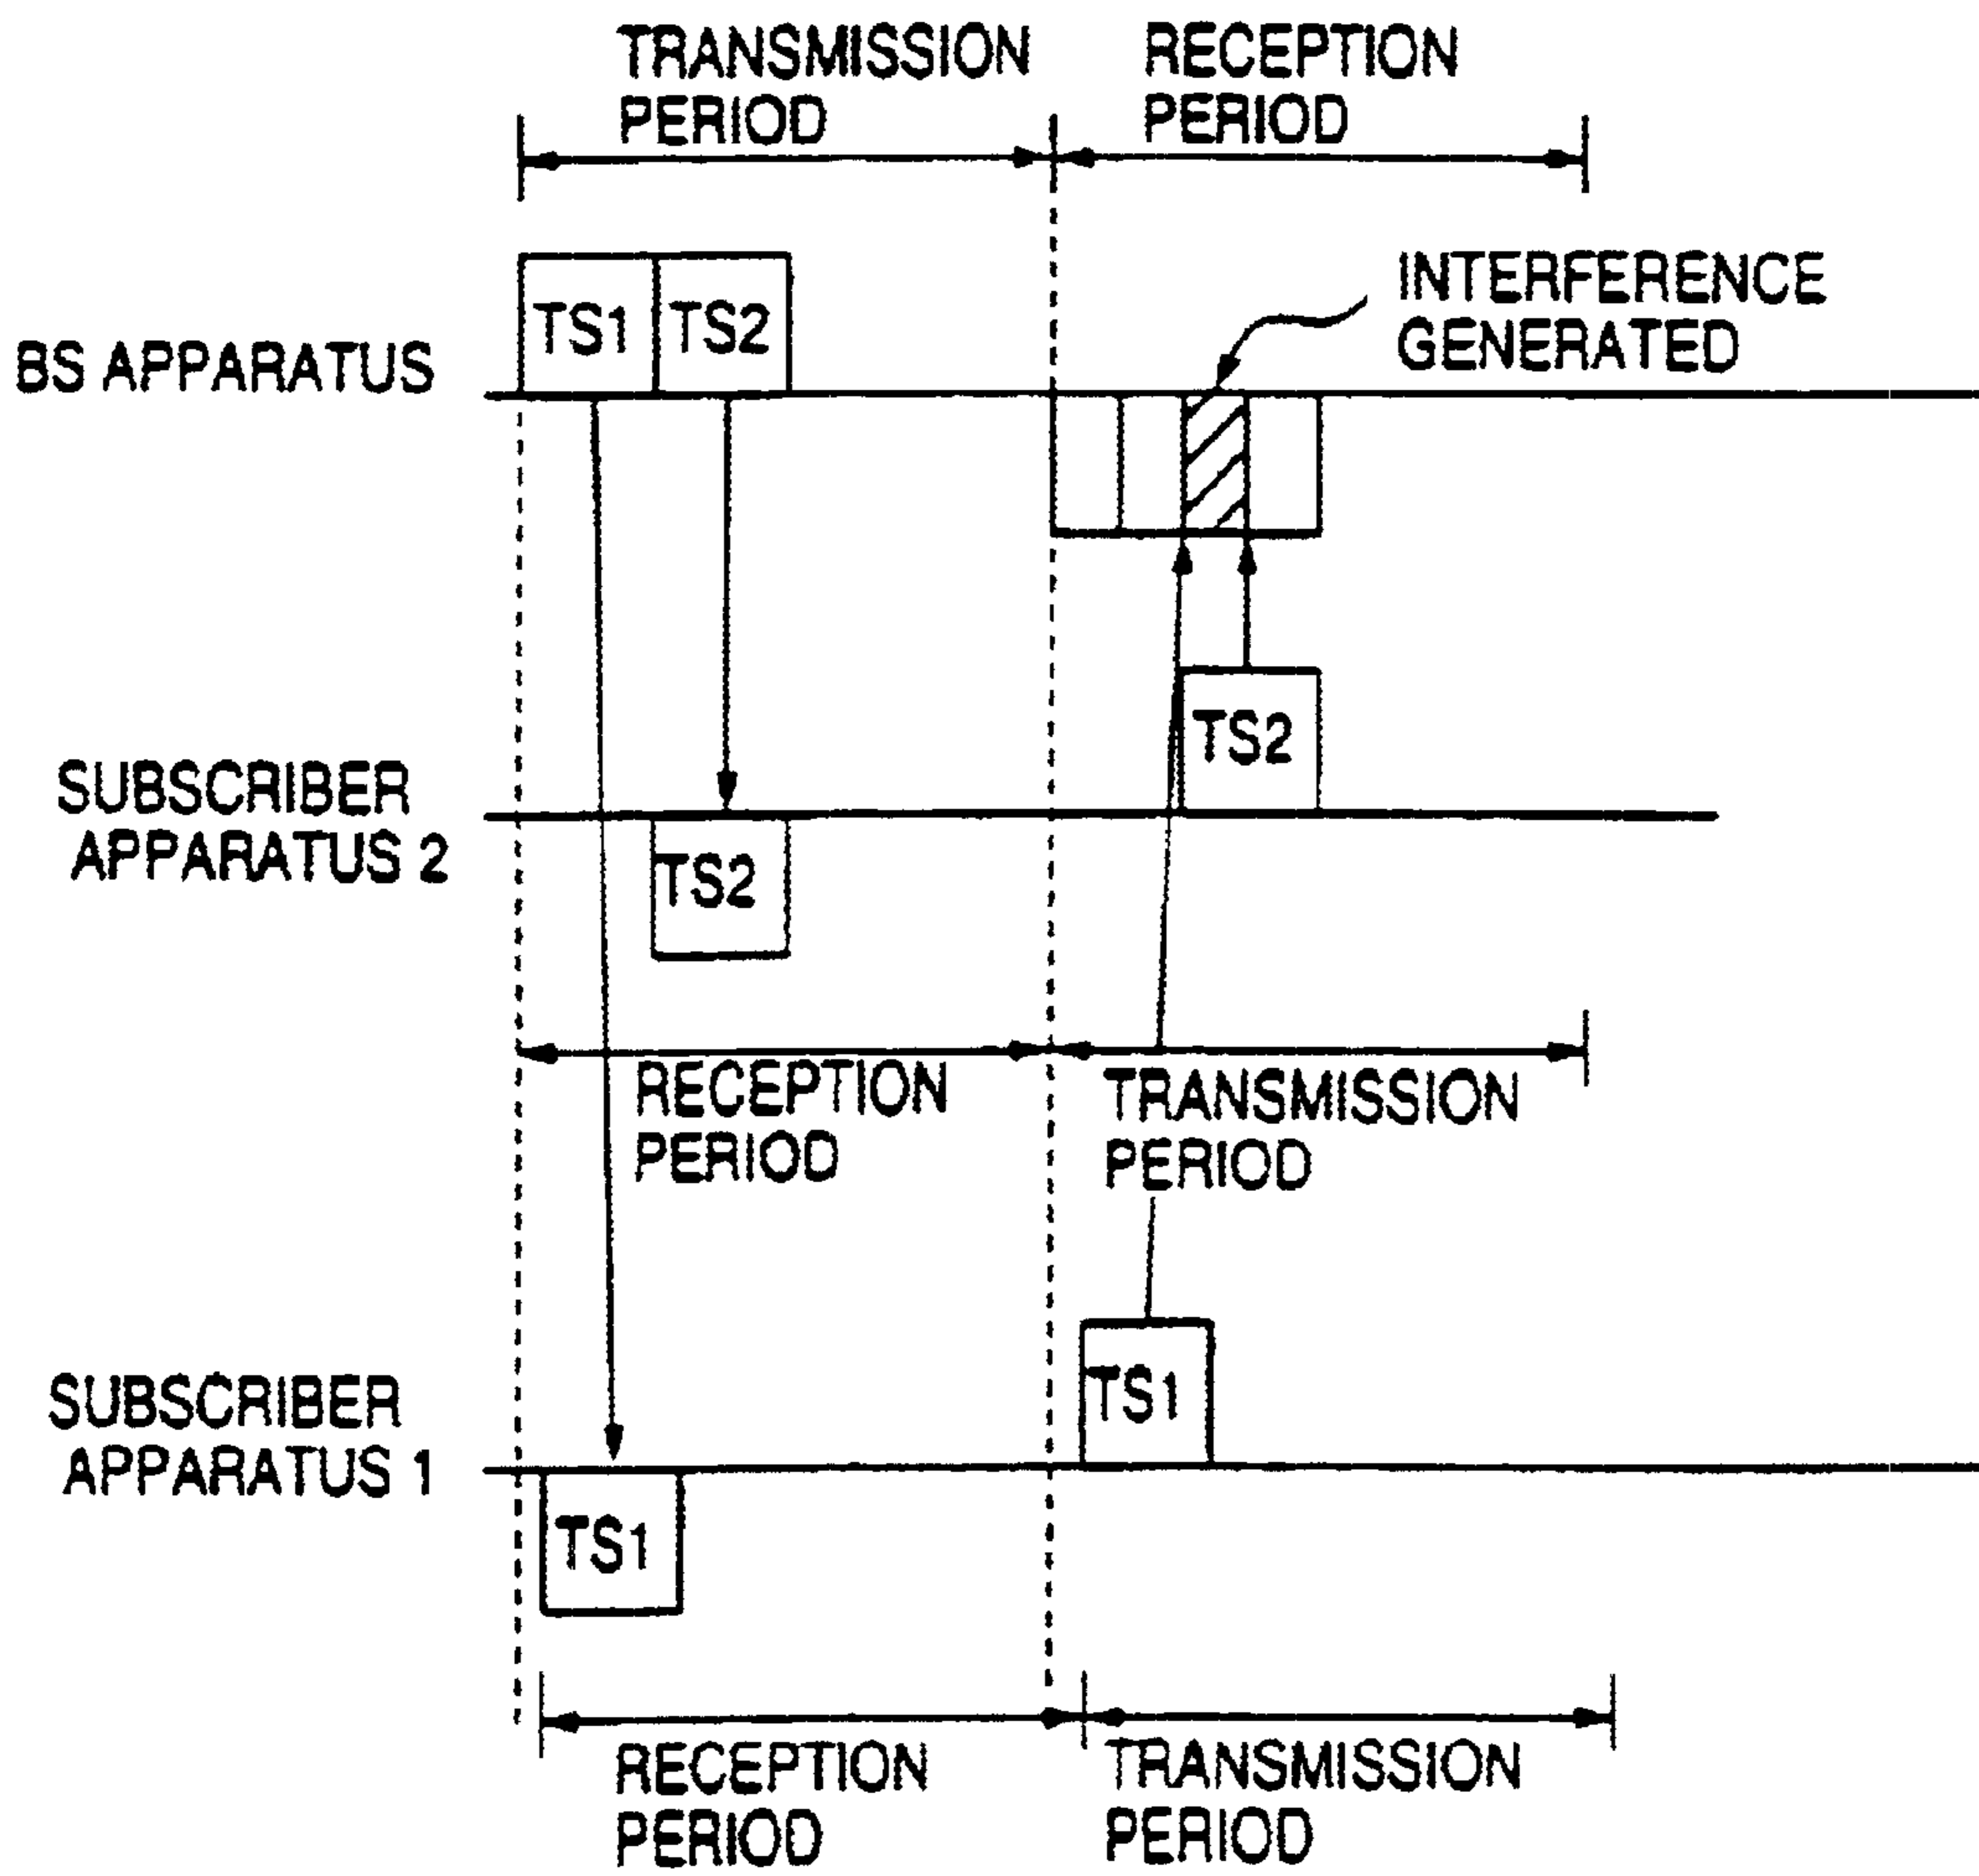 TRANSMISSION
PERIOD
RECEPTION
PERIOD
INTERFERENCE
GENERATED
TS1
TS2
BS APPARATUS
TS2
SUBSCRIBER
APPARATUS 2
TS2
RECEPTION
PERIOD
TRANSMISSION
PERIOD
SUBSCRIBER
APPARATUS 1
TS1
TS1
RECEPTION
PERIOD
TRANSMISSION
PERIOD